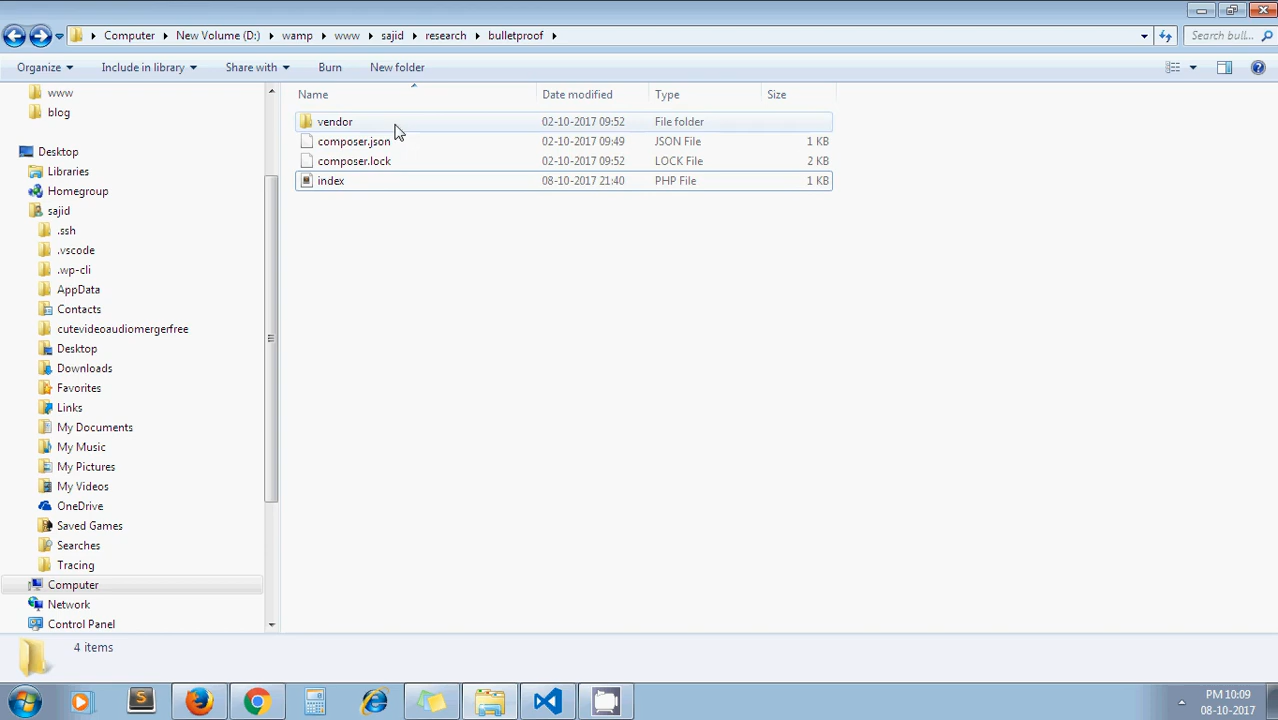 Computer New Volume (D:) wamp www sajid research bulletproof Search bull...
Organize Include in library Share with Burn New folder
Name Date modified Type Size
www
blog
Desktop
Libraries
Homegroup
sajid
.ssh
.vscode
.wp-cli
AppData
Contacts
cutevideoaudiomergerfree
Desktop
Downloads
Favorites
Links
My Documents
My Music
My Pictures
My Videos
OneDrive
Saved Games
Searches
Tracing
Computer
Network
Control Panel
vendor 02-10-2017 09:52 File folder
composer.json 02-10-2017 09:49 JSON File 1 KB
composer.lock 02-10-2017 09:52 LOCK File 2 KB
index 08-10-2017 21:40 PHP File 1 KB
4 items
PM 10:09
08-10-2017